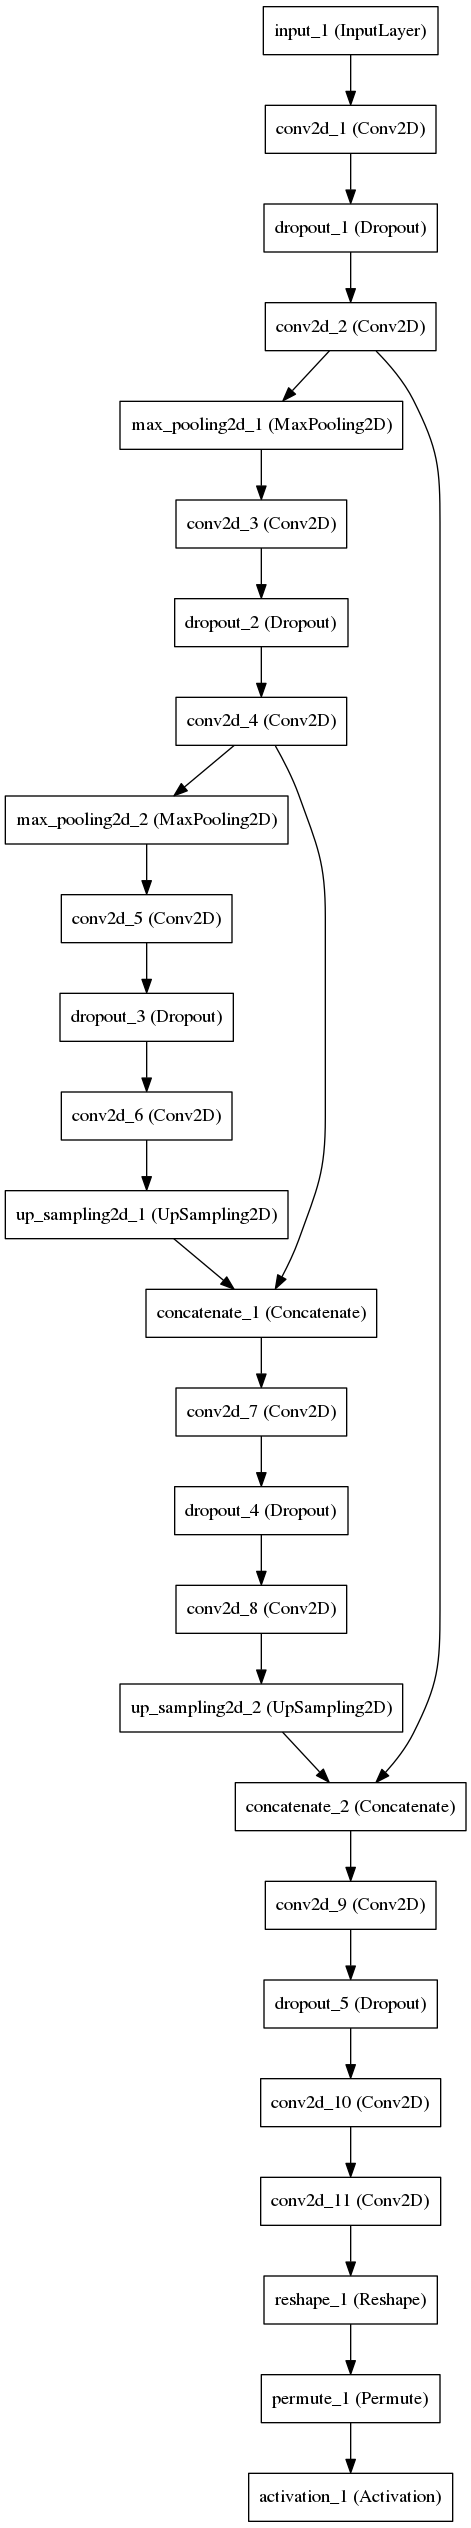 input_1 (InputLayer)
conv2d_1 (Conv2D)
dropout_1 (Dropout)
conv2d_2 (Conv2D)
max_pooling2d_1 (MaxPooling2D)
conv2d_3 (Conv2D)
dropout_2 (Dropout)
conv2d_4 (Conv2D)
max_pooling2d_2 (MaxPooling2D)
conv2d_5 (Conv2D)
dropout_3 (Dropout)
conv2d_6 (Conv2D)
up_sampling2d_1 (UpSampling2D)
concatenate_1 (Concatenate)
conv2d_7 (Conv2D)
dropout_4 (Dropout)
conv2d_8 (Conv2D)
up_sampling2d_2 (UpSampling2D)
concatenate_2 (Concatenate)
conv2d_9 (Conv2D)
dropout_5 (Dropout)
conv2d_10 (Conv2D)
conv2d_11 (Conv2D)
reshape_1 (Reshape)
permute_1 (Permute)
activation_1 (Activation)